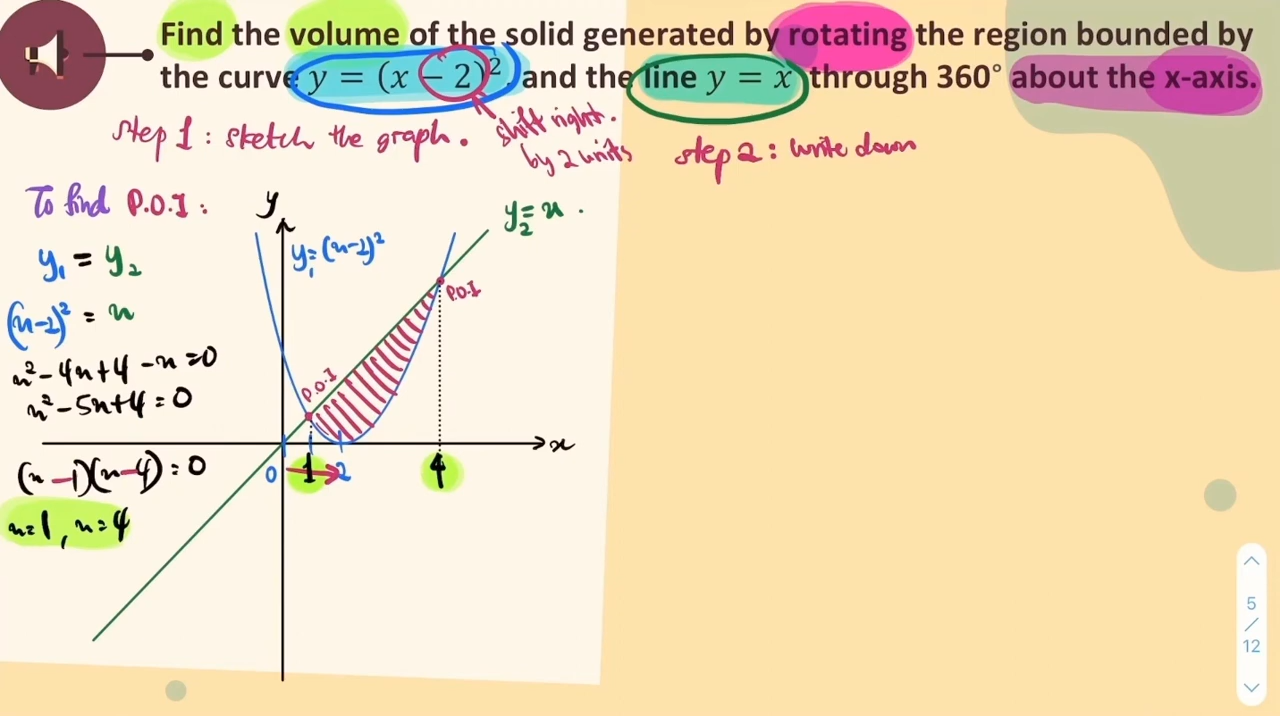 Find the volume of the solid generated by rotating the region bounded by
the curve y = (x − 2)², and the line y = x through 360° about the x-axis.
Step 1 : sketch the graph.
shift right.
by 2 units
step 2 : write down
To find P.O.I :
y₁ = y₂
(x-2)² = x
x² - 4x + 4 - x = 0
x² - 5x + 4 = 0
(x - 1)(x - 4) = 0
x = 1, x = 4
y
y₁ = (x-2)²
y₂ = x .
P.O.I
P.O.I
x
0 1 2 4
5
/
12